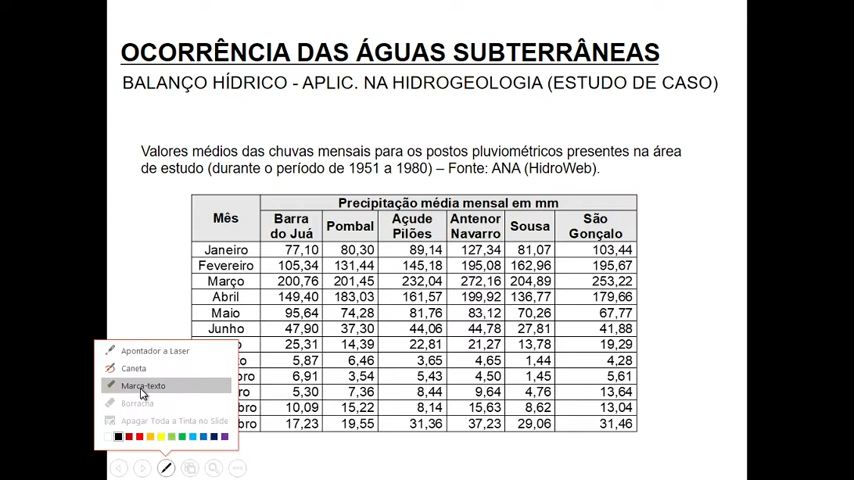 OCORRÊNCIA DAS ÁGUAS SUBTERRÂNEAS
BALANÇO HÍDRICO - APLIC. NA HIDROGEOLOGIA (ESTUDO DE CASO)
Valores médios das chuvas mensais para os postos pluviométricos presentes na área
de estudo (durante o período de 1951 a 1980) – Fonte: ANA (HidroWeb).
Mês Precipitação média mensal em mm
Barra do Juá Pombal Açude Pilões Antenor Navarro Sousa São Gonçalo
Janeiro 77,10 80,30 89,14 127,34 81,07 103,44
Fevereiro 105,34 131,44 145,18 195,08 162,96 195,67
Março 200,76 201,45 232,04 272,16 204,89 253,22
Abril 149,40 183,03 161,57 199,92 136,77 179,66
Maio 95,64 74,28 81,76 83,12 70,26 67,77
Junho 47,90 37,30 44,06 44,78 27,81 41,88
o 25,31 14,39 22,81 21,27 13,78 19,29
to 5,87 6,46 3,65 4,65 1,44 4,28
bro 6,91 3,54 5,43 4,50 1,45 5,61
ro 5,30 7,36 8,44 9,64 4,76 13,64
bro 10,09 15,22 8,14 15,63 8,62 13,04
bro 17,23 19,55 31,36 37,23 29,06 31,46
Apontador a Laser
Caneta
Marca-texto
Borracha
Apagar Toda a Tinta no Slide